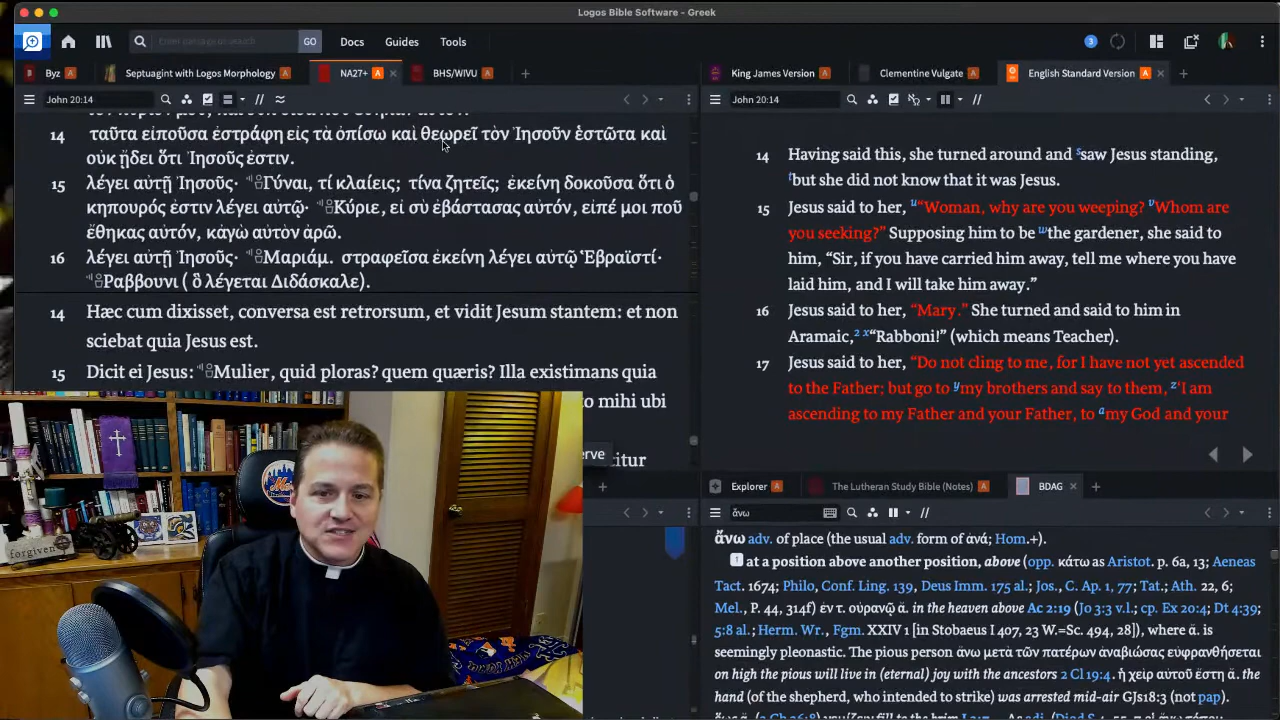 Logos Bible Software - Greek
Enter passage or search GO Docs Guides Tools 3
Byz A Septuagint with Logos Morphology A NA27+ A BHS/WIVU A
John 20:14
14 ταῦτα εἰποῦσα ἐστράφη εἰς τὰ ὀπίσω καὶ θεωρεῖ τὸν Ἰησοῦν ἑστῶτα καὶ
οὐκ ᾔδει ὅτι Ἰησοῦς ἐστιν.
15 λέγει αὐτῇ Ἰησοῦς· Γύναι, τί κλαίεις; τίνα ζητεῖς; ἐκείνη δοκοῦσα ὅτι ὁ
κηπουρός ἐστιν λέγει αὐτῷ· Κύριε, εἰ σὺ ἐβάστασας αὐτόν, εἰπέ μοι ποῦ
ἔθηκας αὐτόν, κἀγὼ αὐτὸν ἀρῶ.
16 λέγει αὐτῇ Ἰησοῦς· Μαριάμ. στραφεῖσα ἐκείνη λέγει αὐτῷ Ἑβραϊστί·
Ραββουνι ( ὃ λέγεται Διδάσκαλε).
14 Hæc cum dixisset, conversa est retrorsum, et vidit Jesum stantem: et non
sciebat quia Jesus est.
15 Dicit ei Jesus: Mulier, quid ploras? quem quæris? Illa existimans quia
to mihi ubi
erve itur
King James Version A Clementine Vulgate A English Standard Version A
John 20:14
14 Having said this, she turned around and s saw Jesus standing,
t but she did not know that it was Jesus.
15 Jesus said to her, u “Woman, why are you weeping? v Whom are
you seeking?” Supposing him to be w the gardener, she said to
him, “Sir, if you have carried him away, tell me where you have
laid him, and I will take him away.”
16 Jesus said to her, “Mary.” She turned and said to him in
Aramaic, 2 x “Rabboni!” (which means Teacher).
17 Jesus said to her, “Do not cling to me, for I have not yet ascended
to the Father; but go to y my brothers and say to them, z ‘I am
ascending to my Father and your Father, to a my God and your
Explorer A The Lutheran Study Bible (Notes) A BDAG
ἄνω
ἄνω adv. of place (the usual adv. form of ἀνά; Hom.+).
1 at a position above another position, above (opp. κάτω as Aristot. p. 6a, 13; Aeneas
Tact. 1674; Philo, Conf. Ling. 139, Deus Imm. 175 al.; Jos., C. Ap. 1, 77; Tat.; Ath. 22, 6;
Mel., P. 44, 314f) ἐν τ. οὐρανῷ ἄ. in the heaven above Ac 2:19 (Jo 3:3 v.l.; cp. Ex 20:4; Dt 4:39;
5:8 al.; Herm. Wr., Fgm. XXIV 1 [in Stobaeus I 407, 23 W.=Sc. 494, 28]), where ἄ. is
seemingly pleonastic. The pious person ἄνω μετὰ τῶν πατέρων ἀναβιώσας εὐφρανθήσεται
on high the pious will live in (eternal) joy with the ancestors 2 Cl 19:4. ἡ χεὶρ αὐτοῦ ἔστη ἄ. the
hand (of the shepherd, who intended to strike) was arrested mid-air GJs18:3 (not pap).
forgiven
Mets